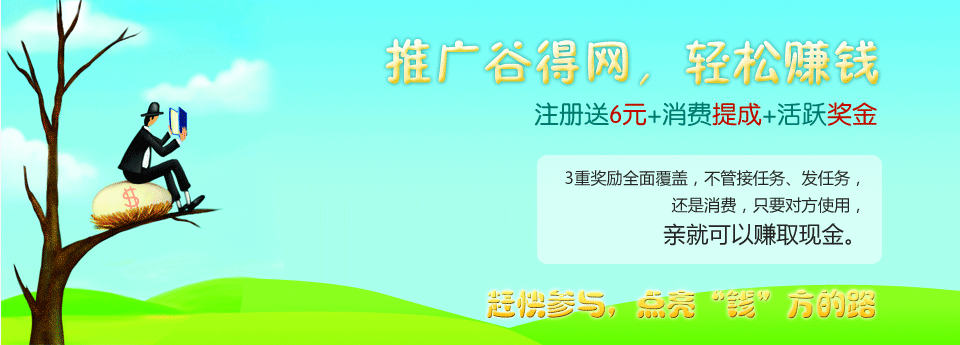 推广谷得网，轻松赚钱
注册送6元+消费提成+活跃奖金
3重奖励全面覆盖，不管接任务、发任务，
还是消费，只要对方使用，
亲就可以赚取现金。
赶快参与，点亮“钱”方的路
$